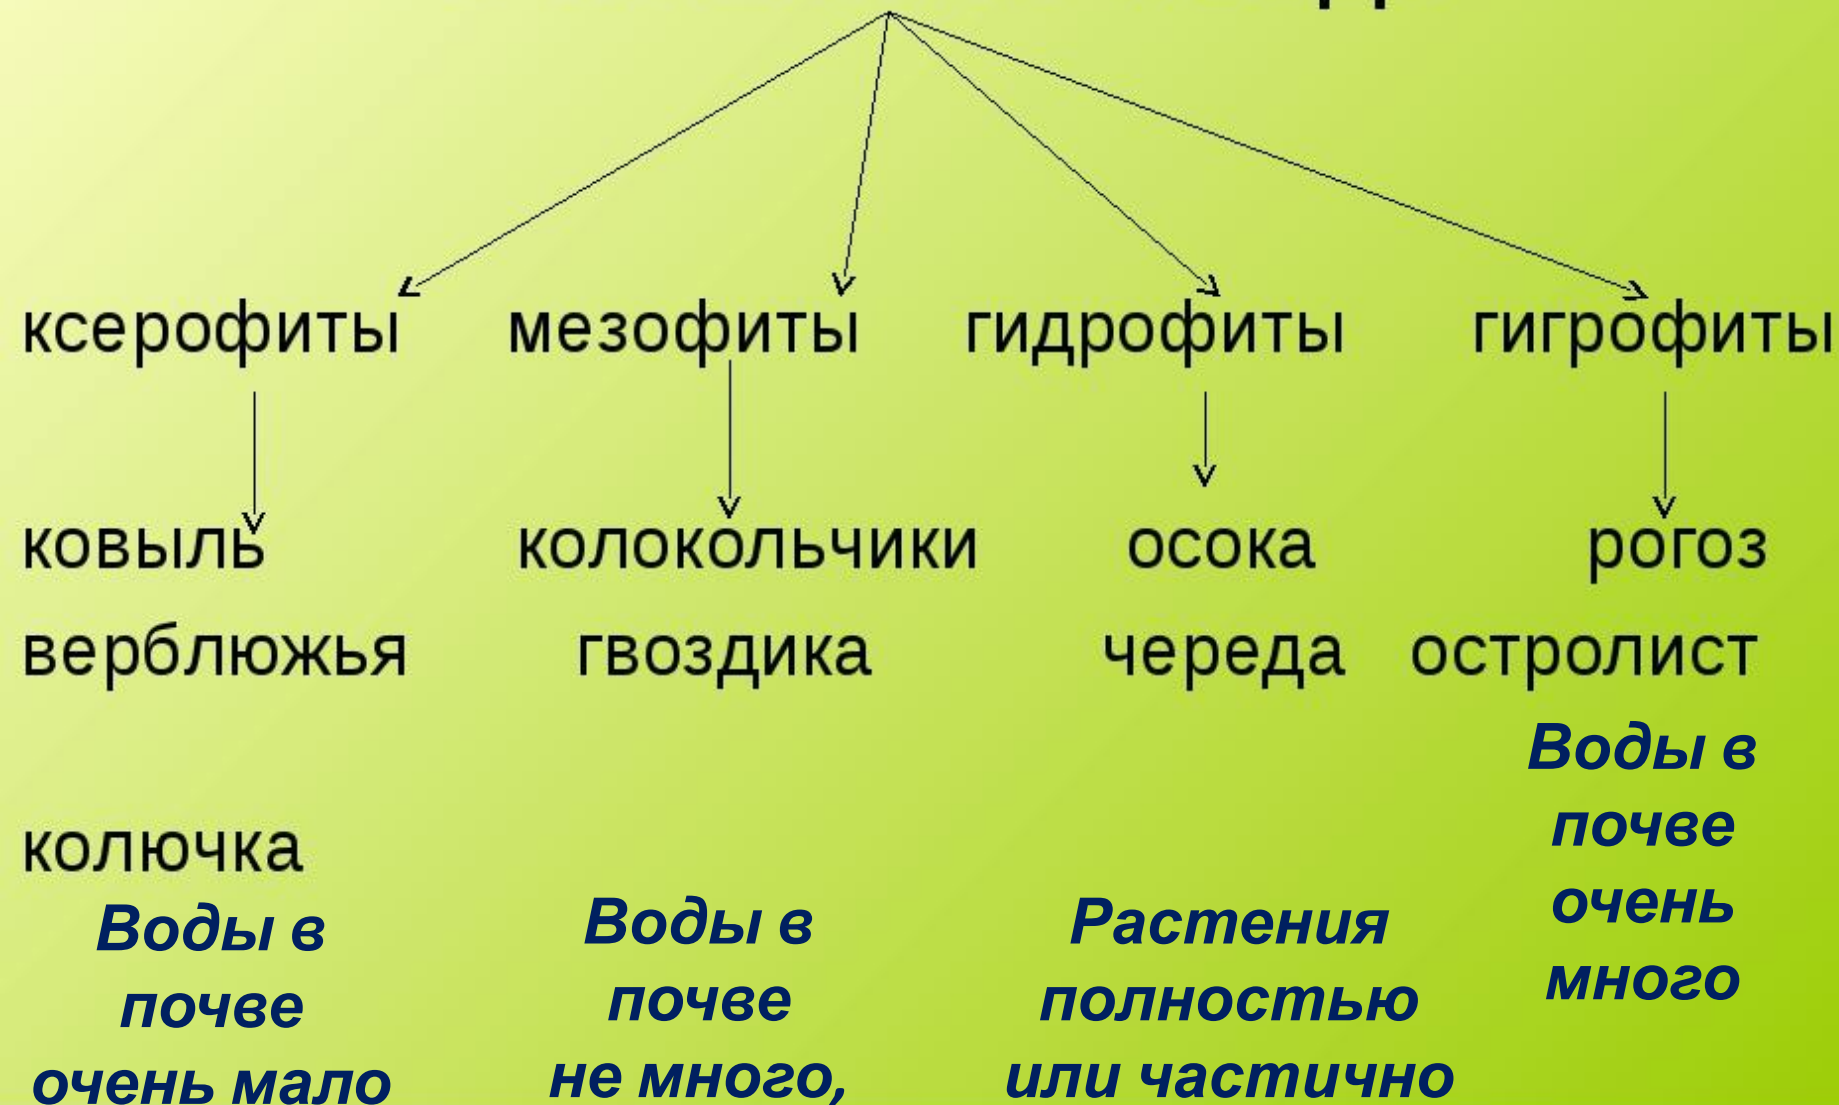 ксерофиты мезофиты гидрофиты гигрофиты
ковыль колокольчики осока рогоз
верблюжья гвоздика череда остролист
колючка
Воды в
почве
очень мало
Воды в
почве
не много,
Растения
полностью
или частично
Воды в
почве
очень
много